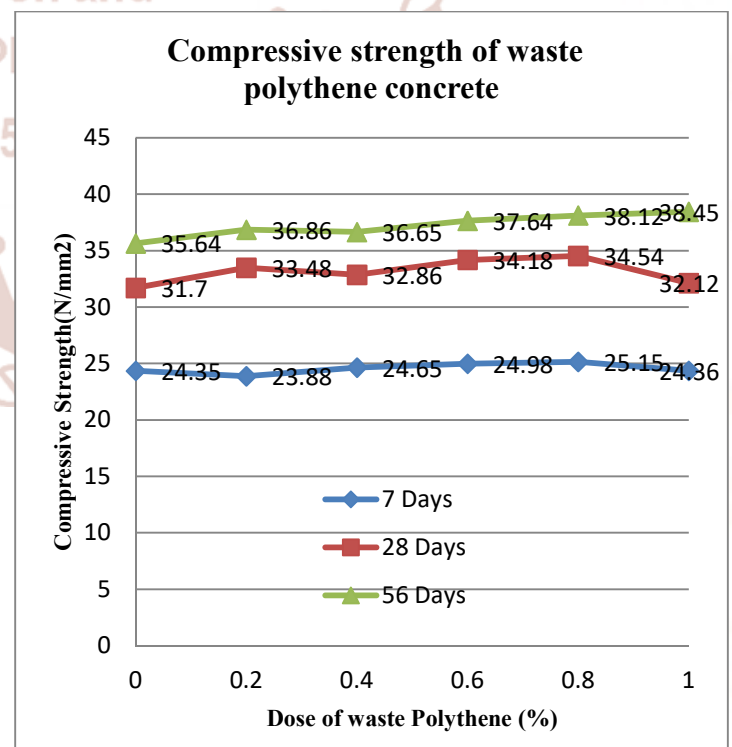 Compressive strength of waste
polythene concrete
45
40
35
30
25
20
15
10
5
0
Compressive Strength(N/mm2)
35.64 36.86 36.65 37.64 38.12 38.45
31.7 33.48 32.86 34.18 34.54 32.12
24.35 23.88 24.65 24.98 25.15 24.36
7 Days
28 Days
56 Days
0 0.2 0.4 0.6 0.8 1
Dose of waste Polythene (%)